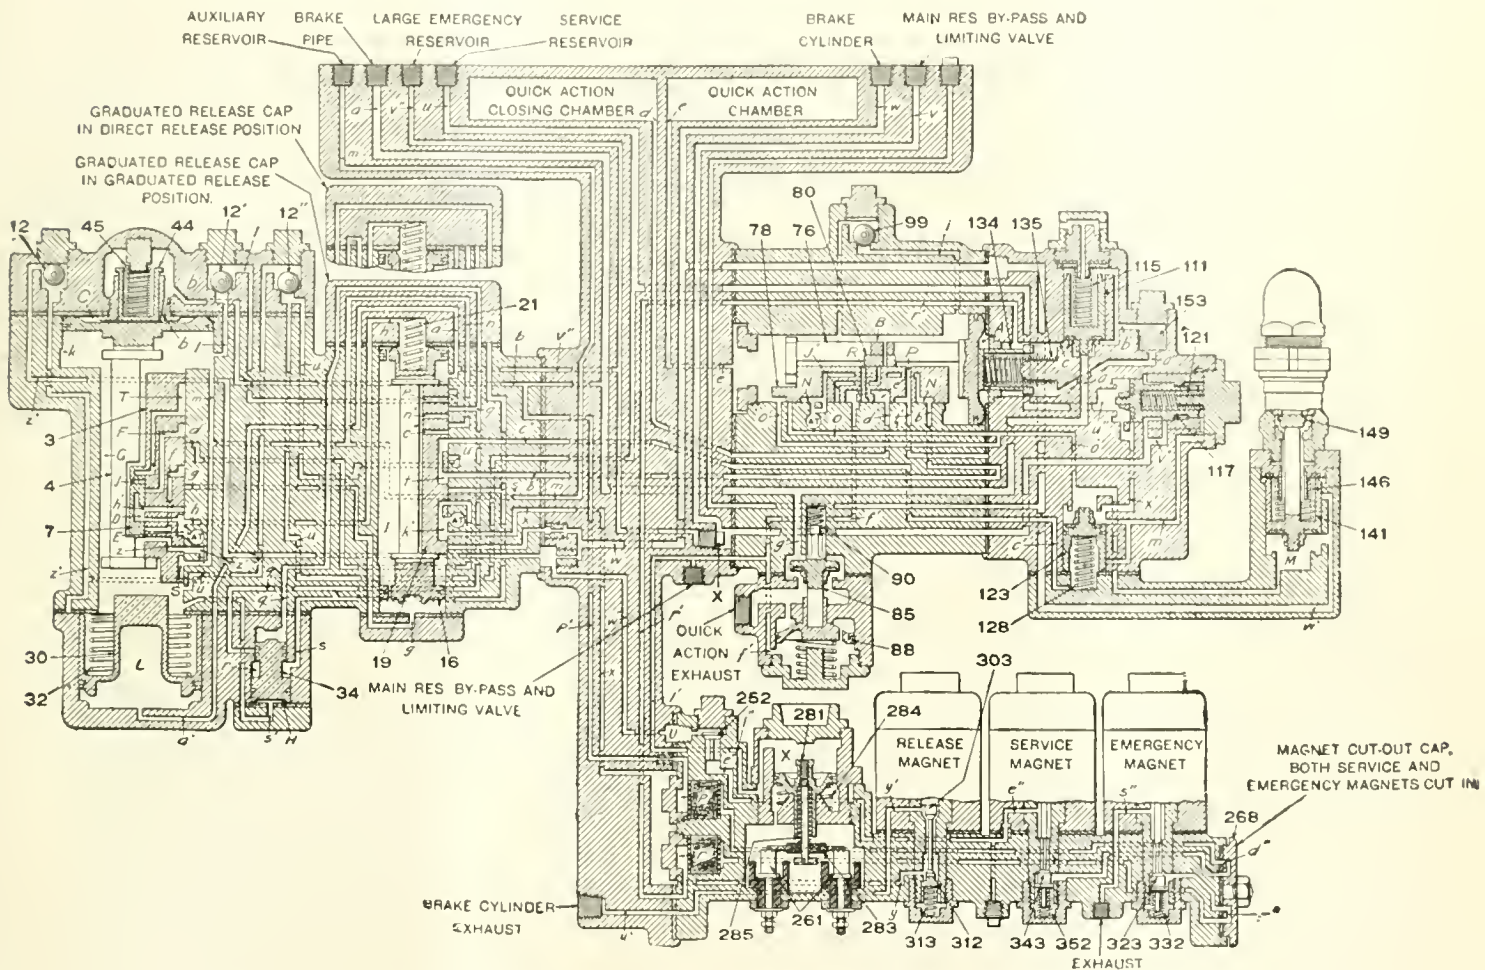 AUXILIARY RESERVOIR
BRAKE PIPE
LARGE EMERGENCY RESERVOIR
SERVICE RESERVOIR
BRAKE CYLINDER
MAIN RES BY-PASS AND LIMITING VALVE
QUICK ACTION CLOSING CHAMBER
QUICK ACTION CHAMBER
GRADUATED RELEASE CAP
IN DIRECT RELEASE POSITION
GRADUATED RELEASE CAP
IN GRADUATED RELEASE
POSITION.
12 45 44 12' 12"
21
3
4
7
30
32
34
19 16
L
H
80
78 76
99
134 135
115 111
153
121
117
149
146
141
M
123
128
90
85
88
X
QUICK
ACTION
EXHAUST
MAIN RES BY-PASS AND
LIMITING VALVE
252
281
284
303
RELEASE
MAGNET
SERVICE
MAGNET
EMERGENCY
MAGNET
MAGNET CUT-OUT CAP,
BOTH SERVICE AND
EMERGENCY MAGNETS CUT IN
268
BRAKE CYLINDER
EXHAUST
285 261 283 313 312 343 352 323 332
EXHAUST